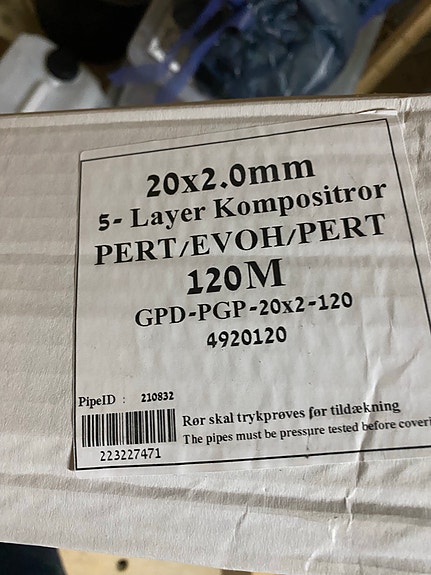 20x2.0mm
5- Layer Kompositror
PERT/EVOH/PERT
120M
GPD-PGP-20x2-120
4920120
PipeID : 210832
Rør skal trykprøves før tildækning
The pipes must be pressure tested before coveri
223227471